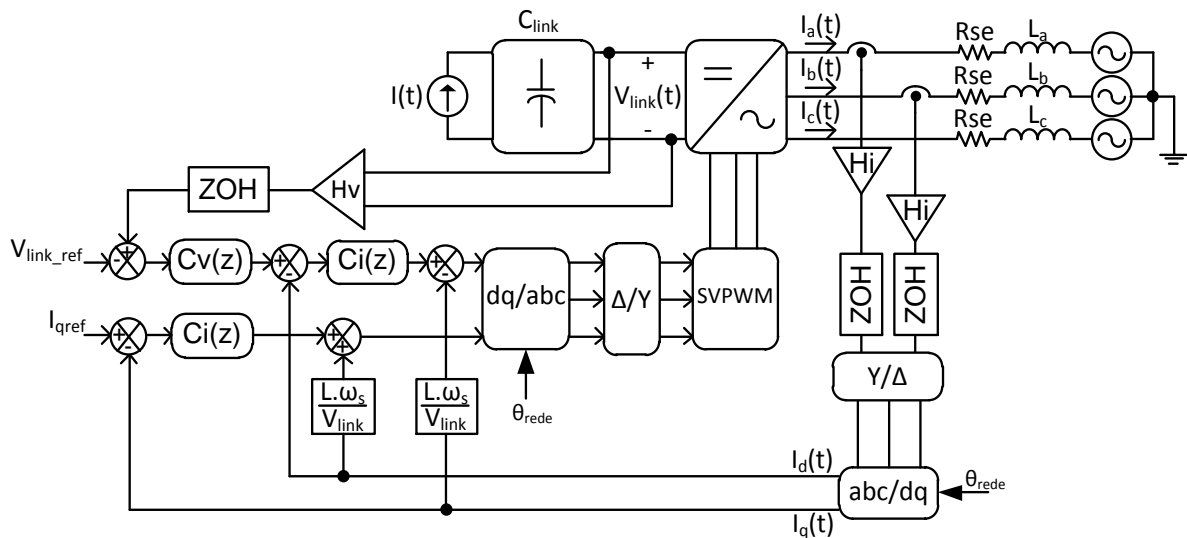 C_link
I_a(t)
Rse
L_a
I(t)
+
V_link(t)
-
=
I_b(t)
Rse
L_b
I_c(t)
Rse
L_c
ZOH
Hv
Hi
Hi
V_link_ref
+
-
Cv(z)
+
-
Ci(z)
+
-
dq/abc
Δ/Y
SVPWM
ZOH
ZOH
I_qref
+
-
Ci(z)
+
+
L.ω_s
V_link
L.ω_s
V_link
θ_rede
Y/Δ
I_d(t)
abc/dq
θ_rede
I_q(t)